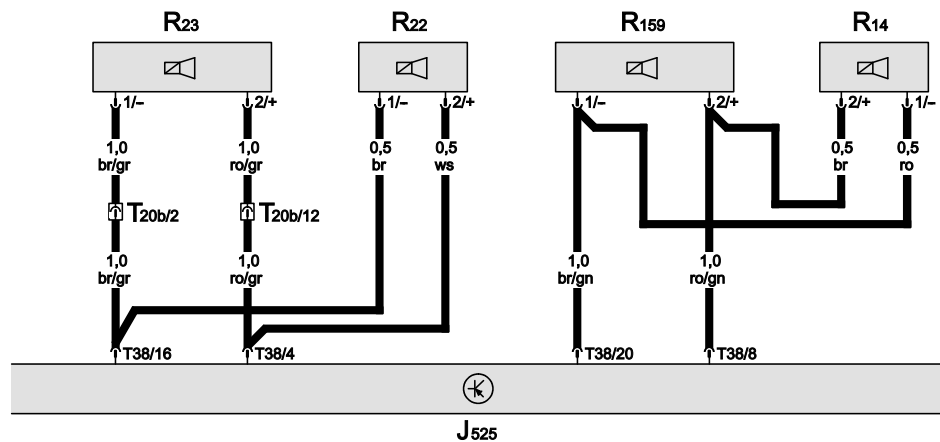 R23 R22 R159 R14
1/– 2/+ 1/– 2/+ 1/– 2/+ 2/+ 1/–
1,0 1,0 0,5 0,5 0,5 0,5
br/gr ro/gr br ws br ro
T20b/2 T20b/12
1,0 1,0 1,0 1,0
br/gr ro/gr br/gn ro/gn
T38/16 T38/4 T38/20 T38/8
J525